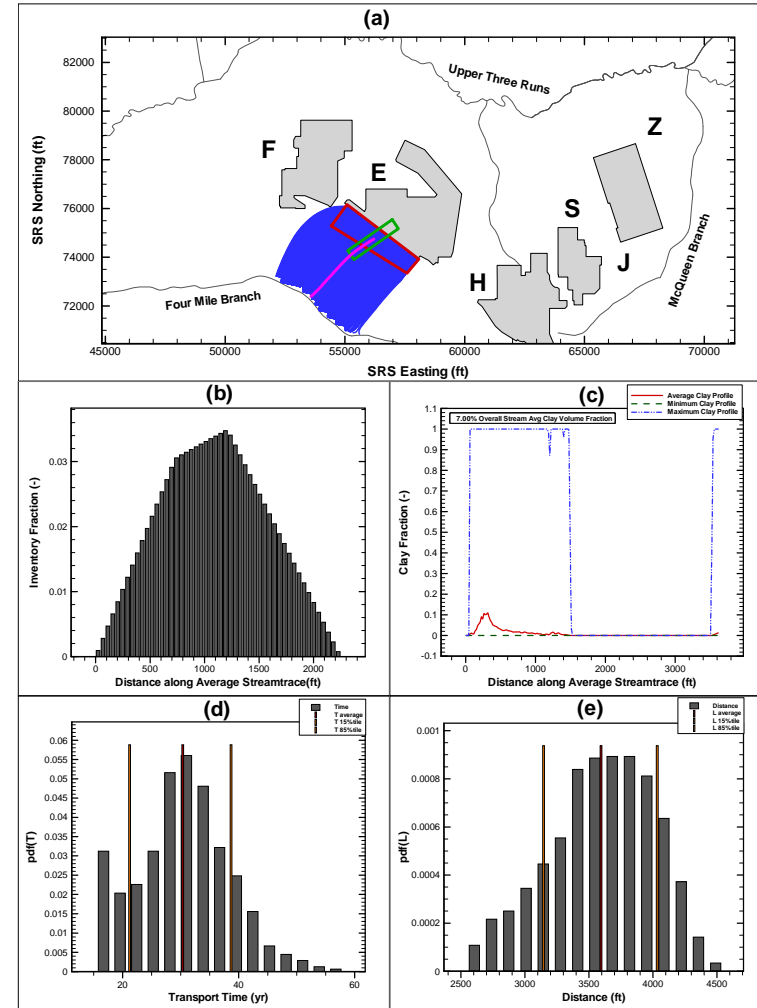 (a)
SRS Northing (ft)
82000
80000
78000
76000
74000
72000
Upper Three Runs
F
E
Z
S
J
H
McQueen Branch
Four Mile Branch
45000 50000 55000 60000 65000 70000
SRS Easting (ft)
(b)
Inventory Fraction (-)
0.03
0.02
0.01
0
0 500 1000 1500 2000
Distance along Average Streamtrace(ft)
(c)
Average Clay Profile
Minimum Clay Profile
Maximum Clay Profile
7.00% Overall Stream Avg Clay Volume Fraction
Clay Fraction (-)
1.1
1
0.9
0.8
0.7
0.6
0.5
0.4
0.3
0.2
0.1
0
-0.1
0 1000 2000 3000
Distance along Average Streamtrace (ft)
(d)
Time
T average
T 15%tile
T 85%tile
pdf(T)
0.06
0.055
0.05
0.045
0.04
0.035
0.03
0.025
0.02
0.015
0.01
0.005
0
20 40 60
Transport Time (yr)
(e)
Distance
L average
L 15%tile
L 85%tile
pdf(L)
0.001
0.0008
0.0006
0.0004
0.0002
0
2500 3000 3500 4000 4500
Distance (ft)